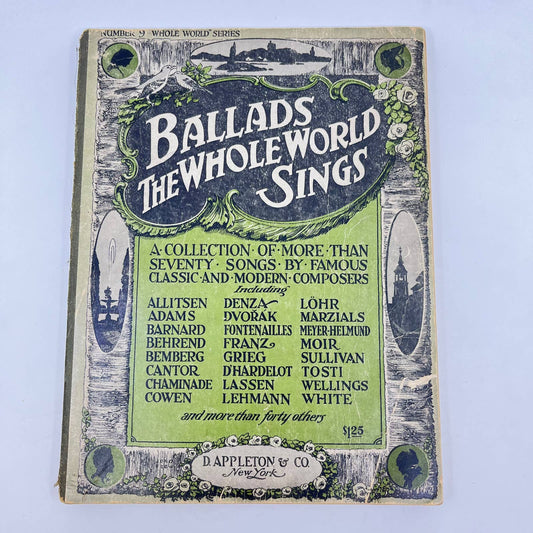 NUMBER 9 "WHOLE WORLD" SERIES
BALLADS
THE WHOLE WORLD
SINGS
A·COLLECTION·OF·MORE·THAN
SEVENTY·SONGS·BY·FAMOUS
CLASSIC·AND·MODERN·COMPOSERS
Including
ALLITSEN DENZA LÖHR
ADAMS DVOŘÁK MARZIALS
BARNARD FONTENAILLES MEYER-HELMUND
BEHREND FRANZ MOIR
BEMBERG GRIEG SULLIVAN
CANTOR D'HARDELOT TOSTI
CHAMINADE LASSEN WELLINGS
COWEN LEHMANN WHITE
and more than forty others
$1.25
D. APPLETON & CO.
New York